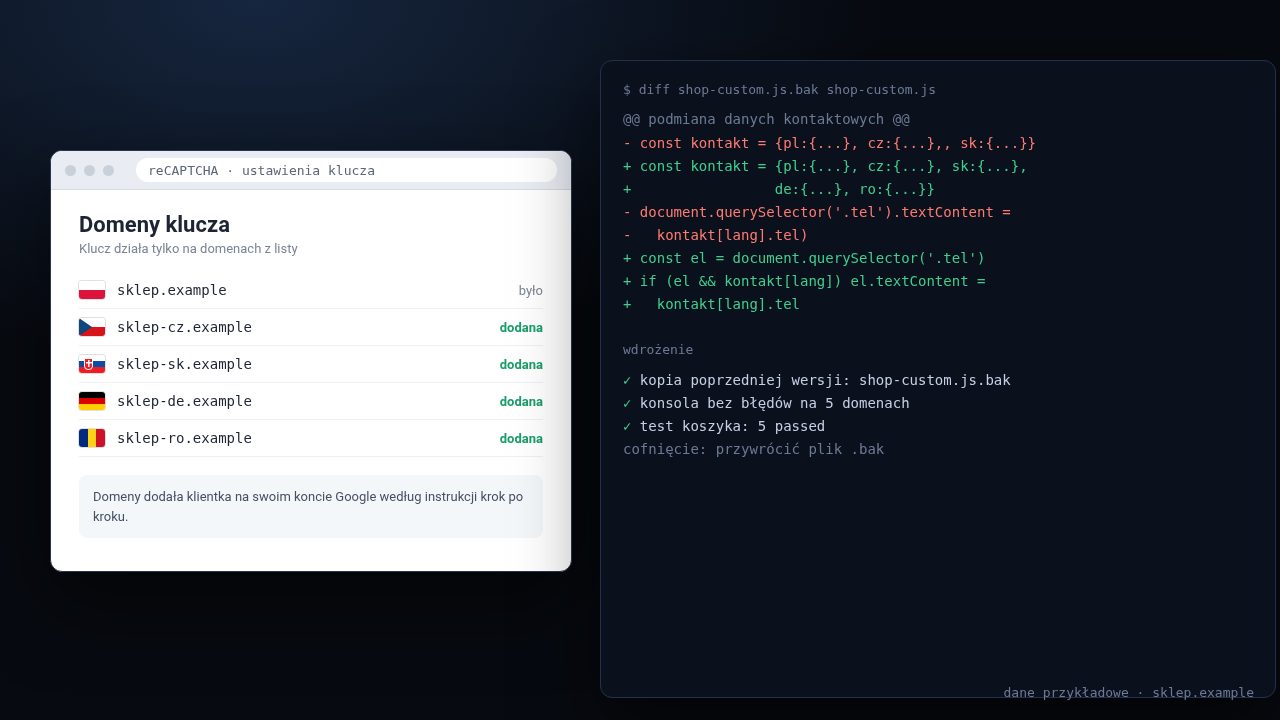 reCAPTCHA · ustawienia klucza
Domeny klucza
Klucz działa tylko na domenach z listy
sklep.example było
sklep-cz.example dodana
sklep-sk.example dodana
sklep-de.example dodana
sklep-ro.example dodana
Domeny dodała klientka na swoim koncie Google według instrukcji krok po
kroku.
$ diff shop-custom.js.bak shop-custom.js
@@ podmiana danych kontaktowych @@
- const kontakt = {pl:{...}, cz:{...},, sk:{...}}
+ const kontakt = {pl:{...}, cz:{...}, sk:{...},
+                 de:{...}, ro:{...}}
- document.querySelector('.tel').textContent =
-   kontakt[lang].tel)
+ const el = document.querySelector('.tel')
+ if (el && kontakt[lang]) el.textContent =
+   kontakt[lang].tel
wdrożenie
✓ kopia poprzedniej wersji: shop-custom.js.bak
✓ konsola bez błędów na 5 domenach
✓ test koszyka: 5 passed
cofnięcie: przywrócić plik .bak
dane przykładowe · sklep.example